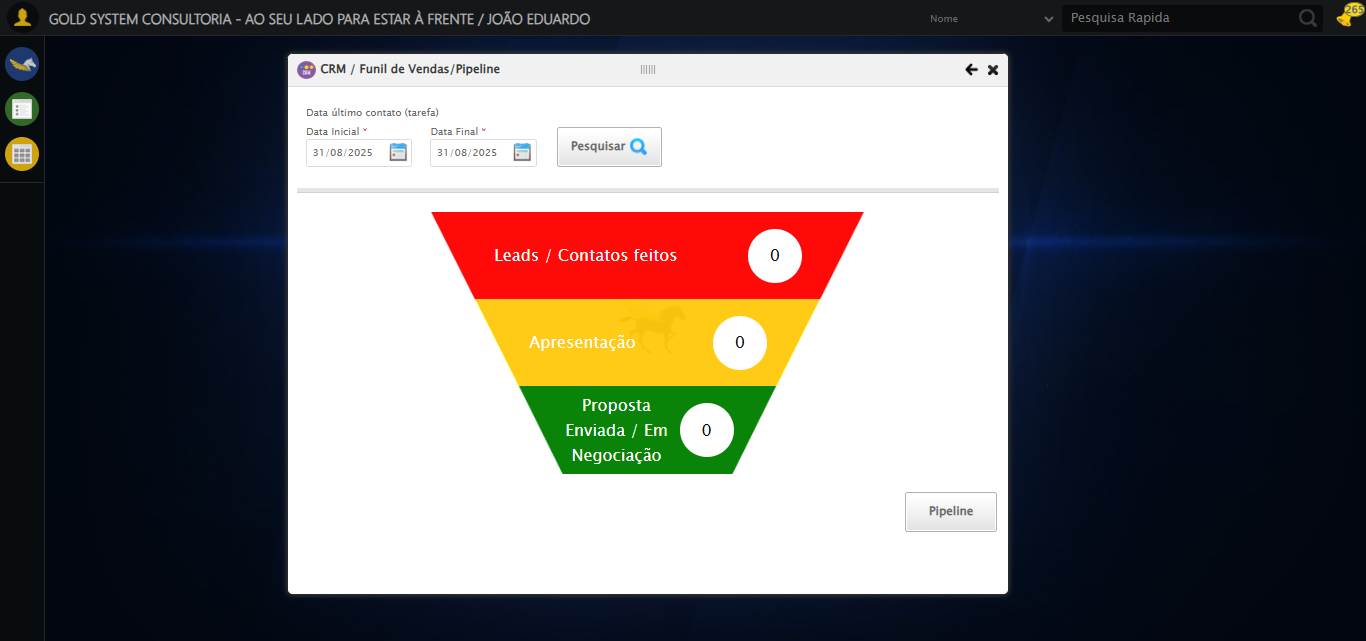 GOLD SYSTEM CONSULTORIA - AO SEU LADO PARA ESTAR À FRENTE / JOÃO EDUARDO
Nome
Pesquisa Rapida
265
CRM / Funil de Vendas/Pipeline
Data último contato (tarefa)
Data Inicial *
Data Final *
31/08/2025
31/08/2025
Pesquisar
Leads / Contatos feitos
0
Apresentação
0
Proposta
Enviada / Em
Negociação
0
Pipeline